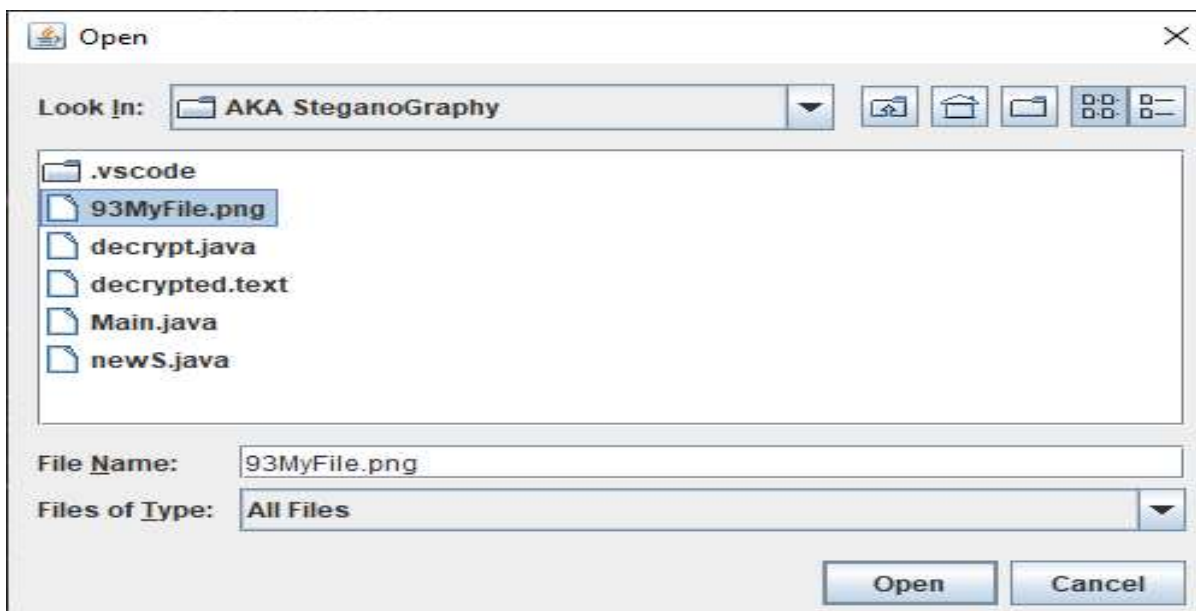 Open
Look In: AKA SteganoGraphy
.vscode
93MyFile.png
decrypt.java
decrypted.text
Main.java
newS.java
File Name: 93MyFile.png
Files of Type: All Files
Open Cancel